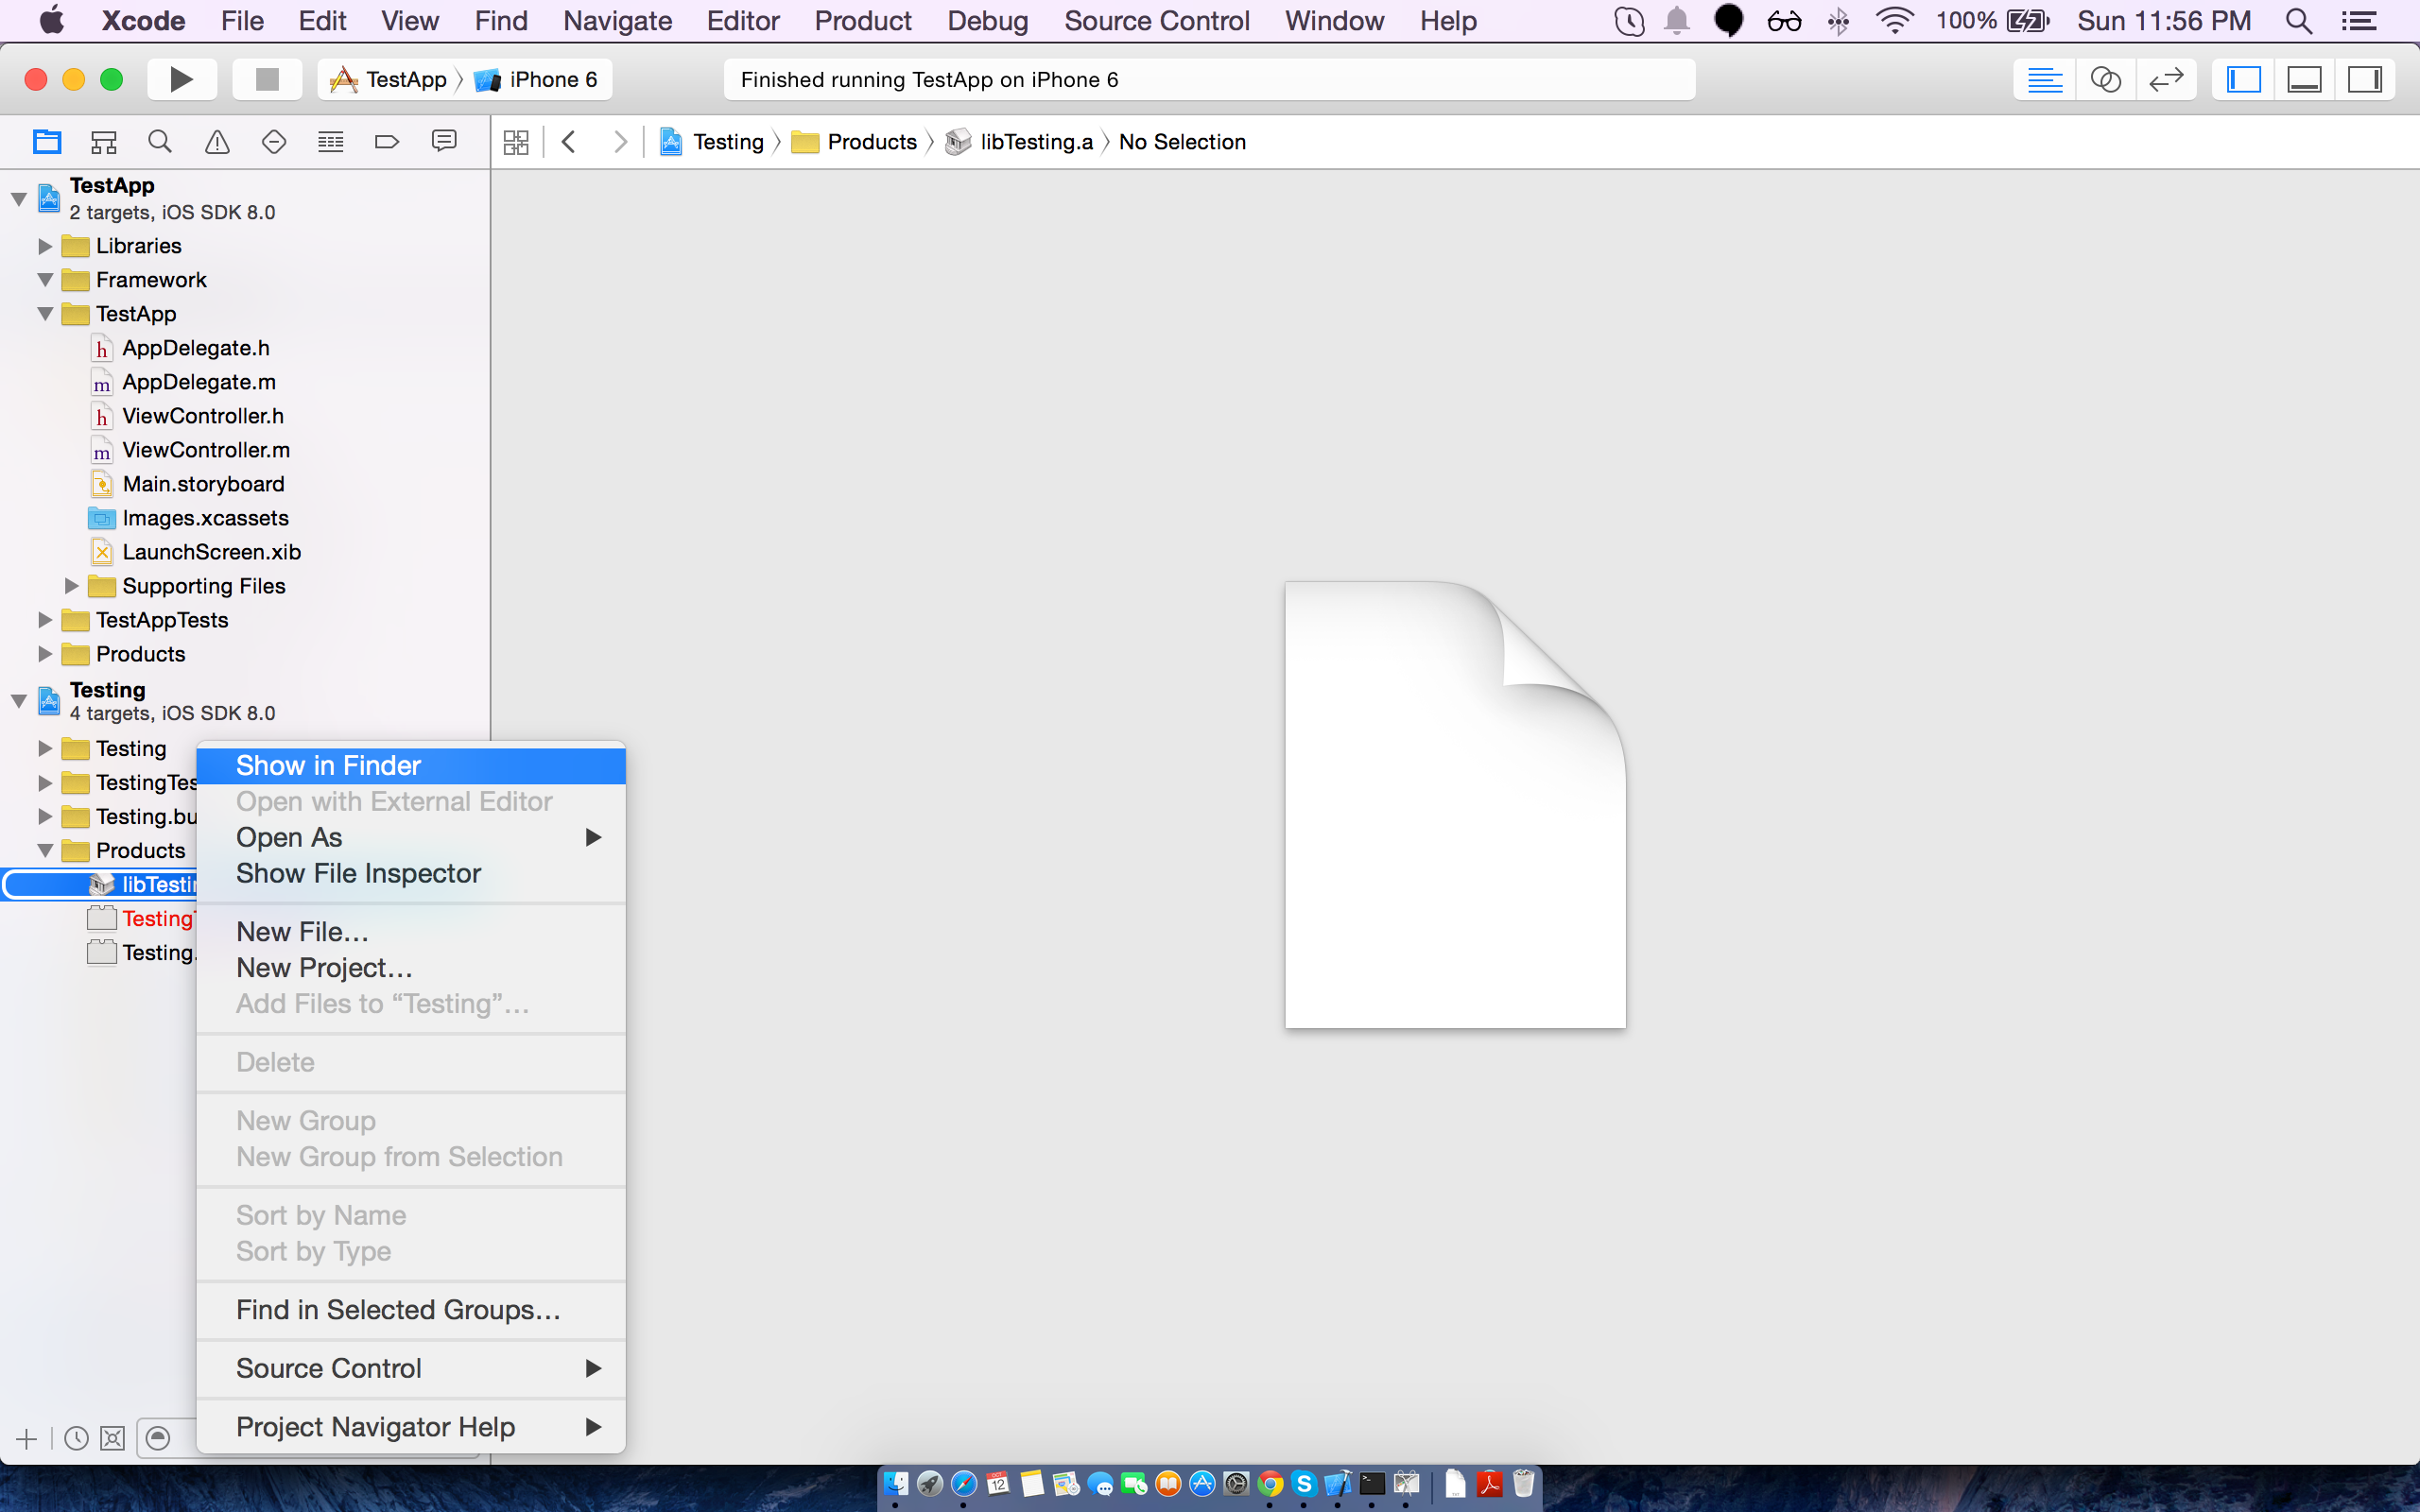 Xcode File Edit View Find Navigate Editor Product Debug Source Control Window Help 100% Sun 11:56 PM
TestApp iPhone 6 Finished running TestApp on iPhone 6
Testing Products libTesting.a No Selection
TestApp
2 targets, iOS SDK 8.0
Libraries
Framework
TestApp
h AppDelegate.h
m AppDelegate.m
h ViewController.h
m ViewController.m
Main.storyboard
Images.xcassets
LaunchScreen.xib
Supporting Files
TestAppTests
Products
Testing
4 targets, iOS SDK 8.0
Testing
TestingTes
Testing.bu
Products
libTestin
Testing
Testing.
Show in Finder
Open with External Editor
Open As
Show File Inspector
New File…
New Project…
Add Files to “Testing”…
Delete
New Group
New Group from Selection
Sort by Name
Sort by Type
Find in Selected Groups…
Source Control
Project Navigator Help
12